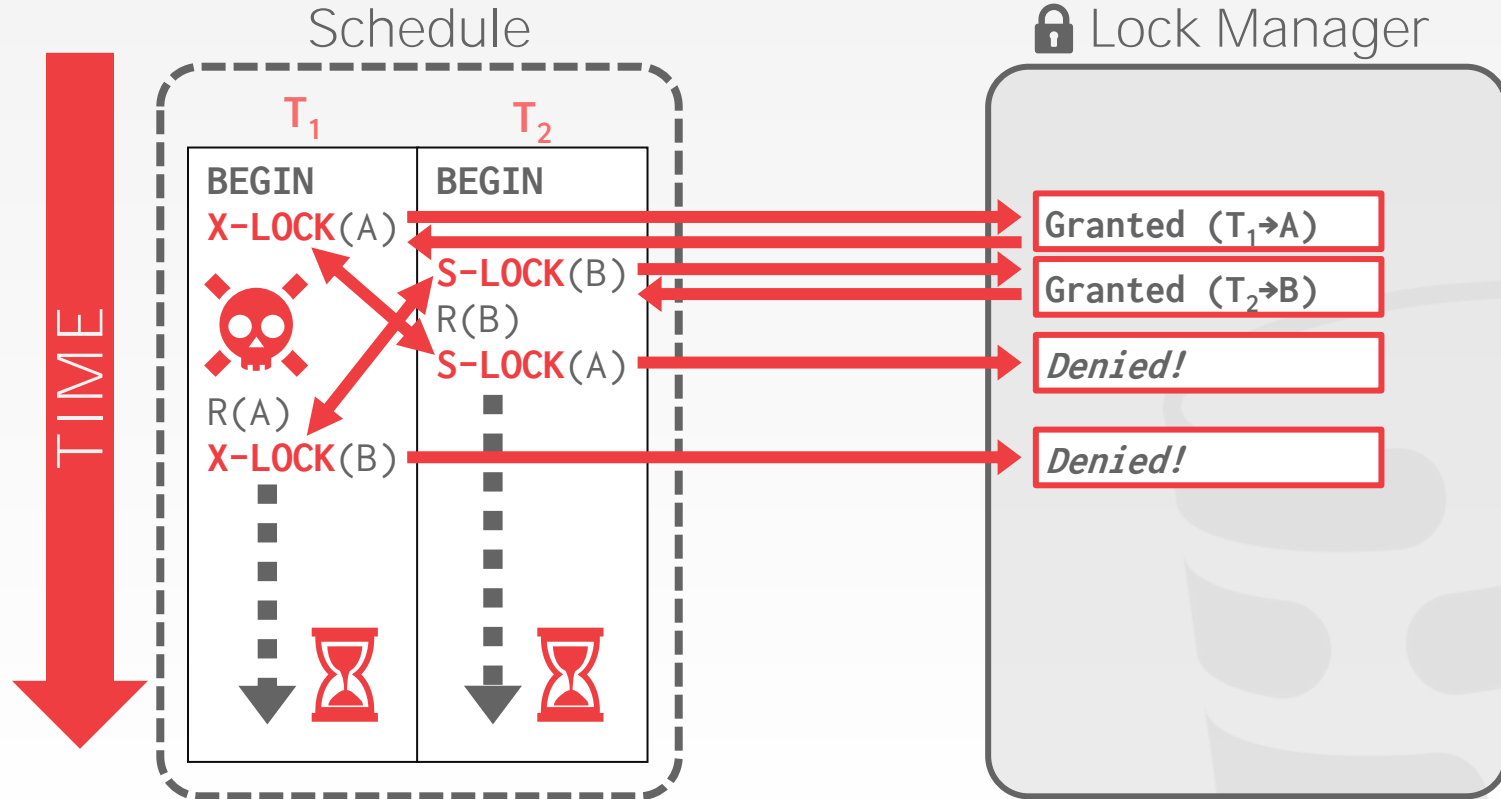 Schedule
Lock Manager
TIME
T₁ T₂
BEGIN BEGIN
X-LOCK(A)
Granted (T₁→A)
S-LOCK(B)
Granted (T₂→B)
R(B)
S-LOCK(A)
Denied!
R(A)
X-LOCK(B)
Denied!